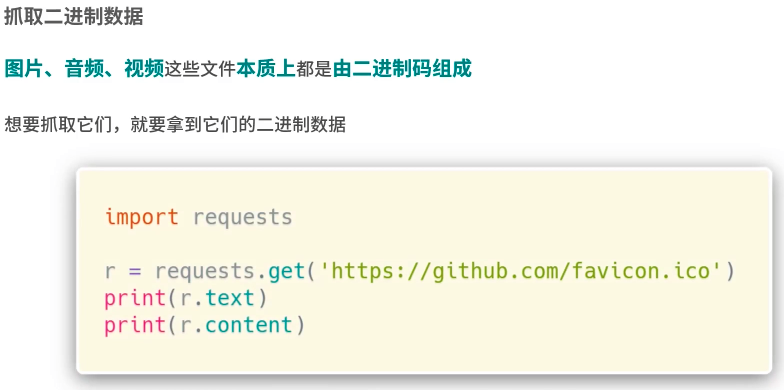 抓取二进制数据
图片、音频、视频这些文件本质上都是由二进制码组成
想要抓取它们，就要拿到它们的二进制数据
import requests
r = requests.get('https://github.com/favicon.ico')
print(r.text)
print(r.content)